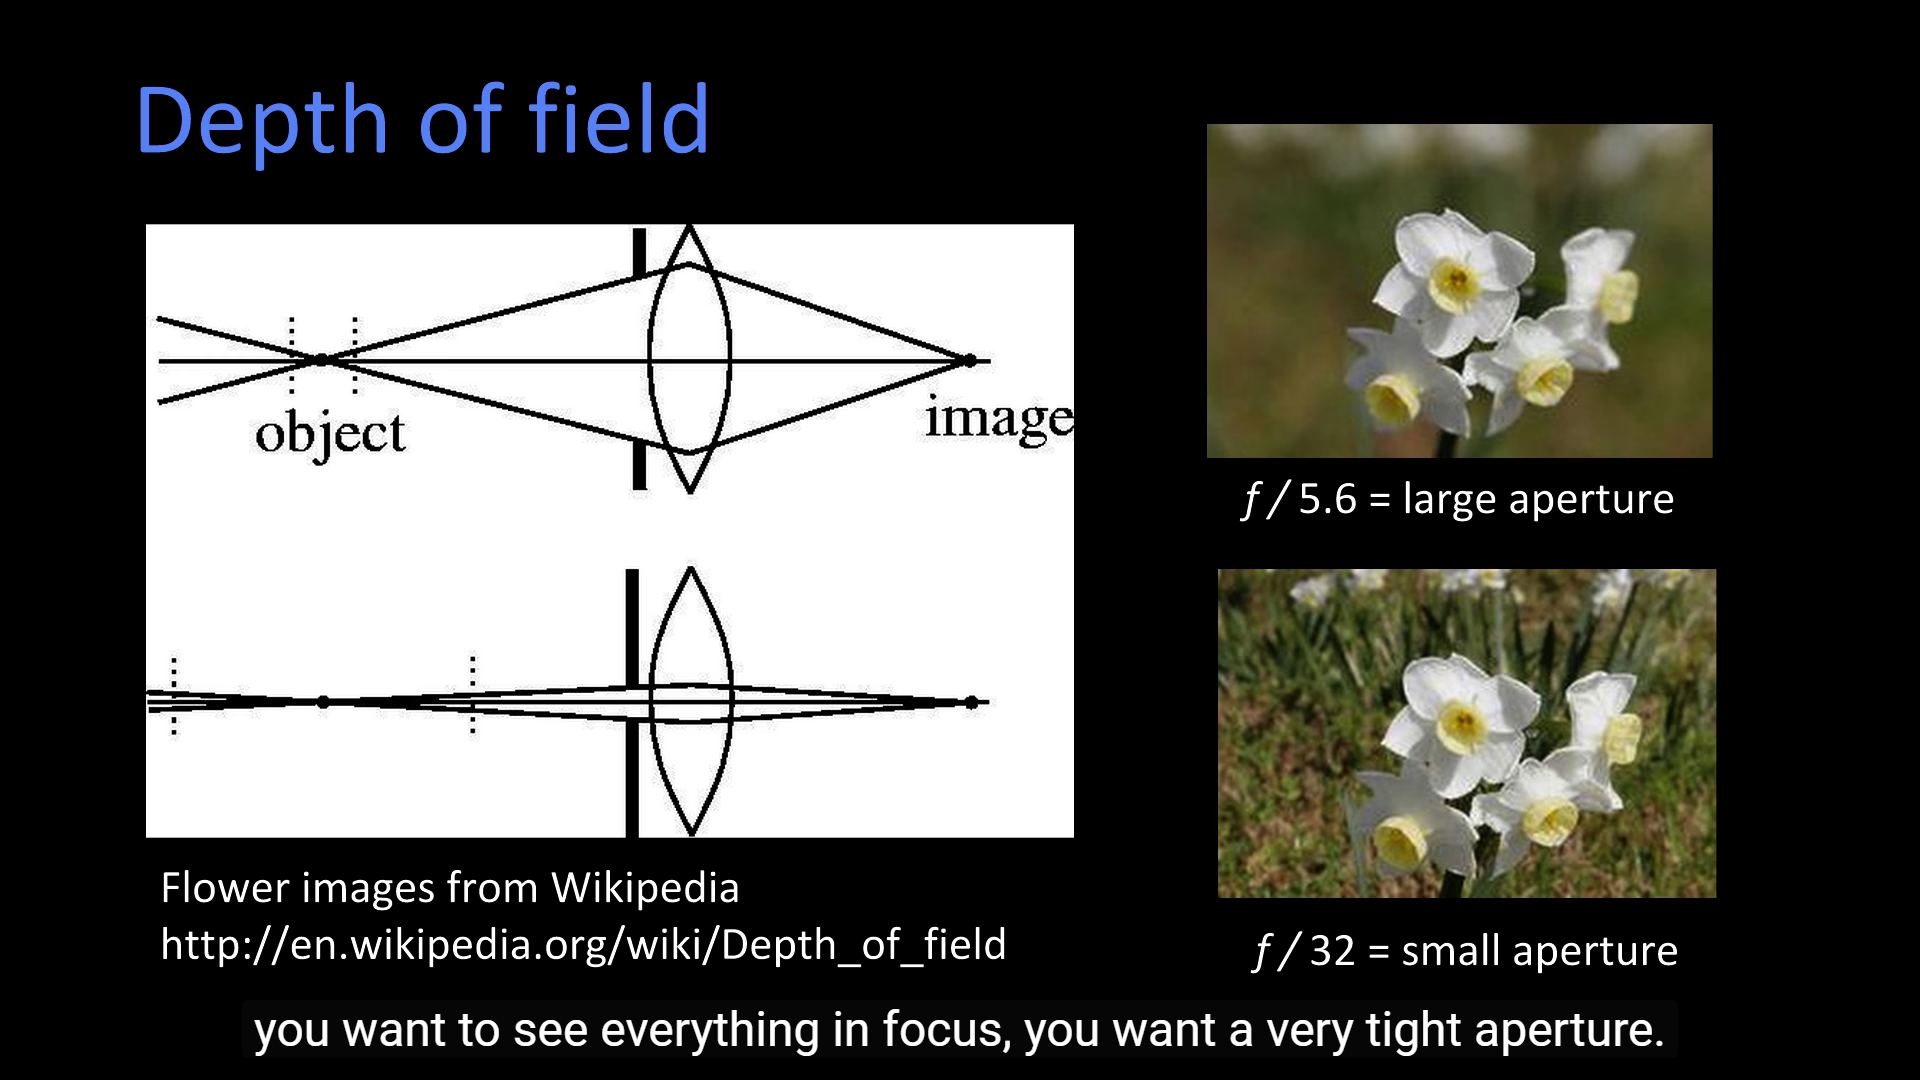 Depth of field
object
image
f / 5.6 = large aperture
f / 32 = small aperture
Flower images from Wikipedia
http://en.wikipedia.org/wiki/Depth_of_field
you want to see everything in focus, you want a very tight aperture.